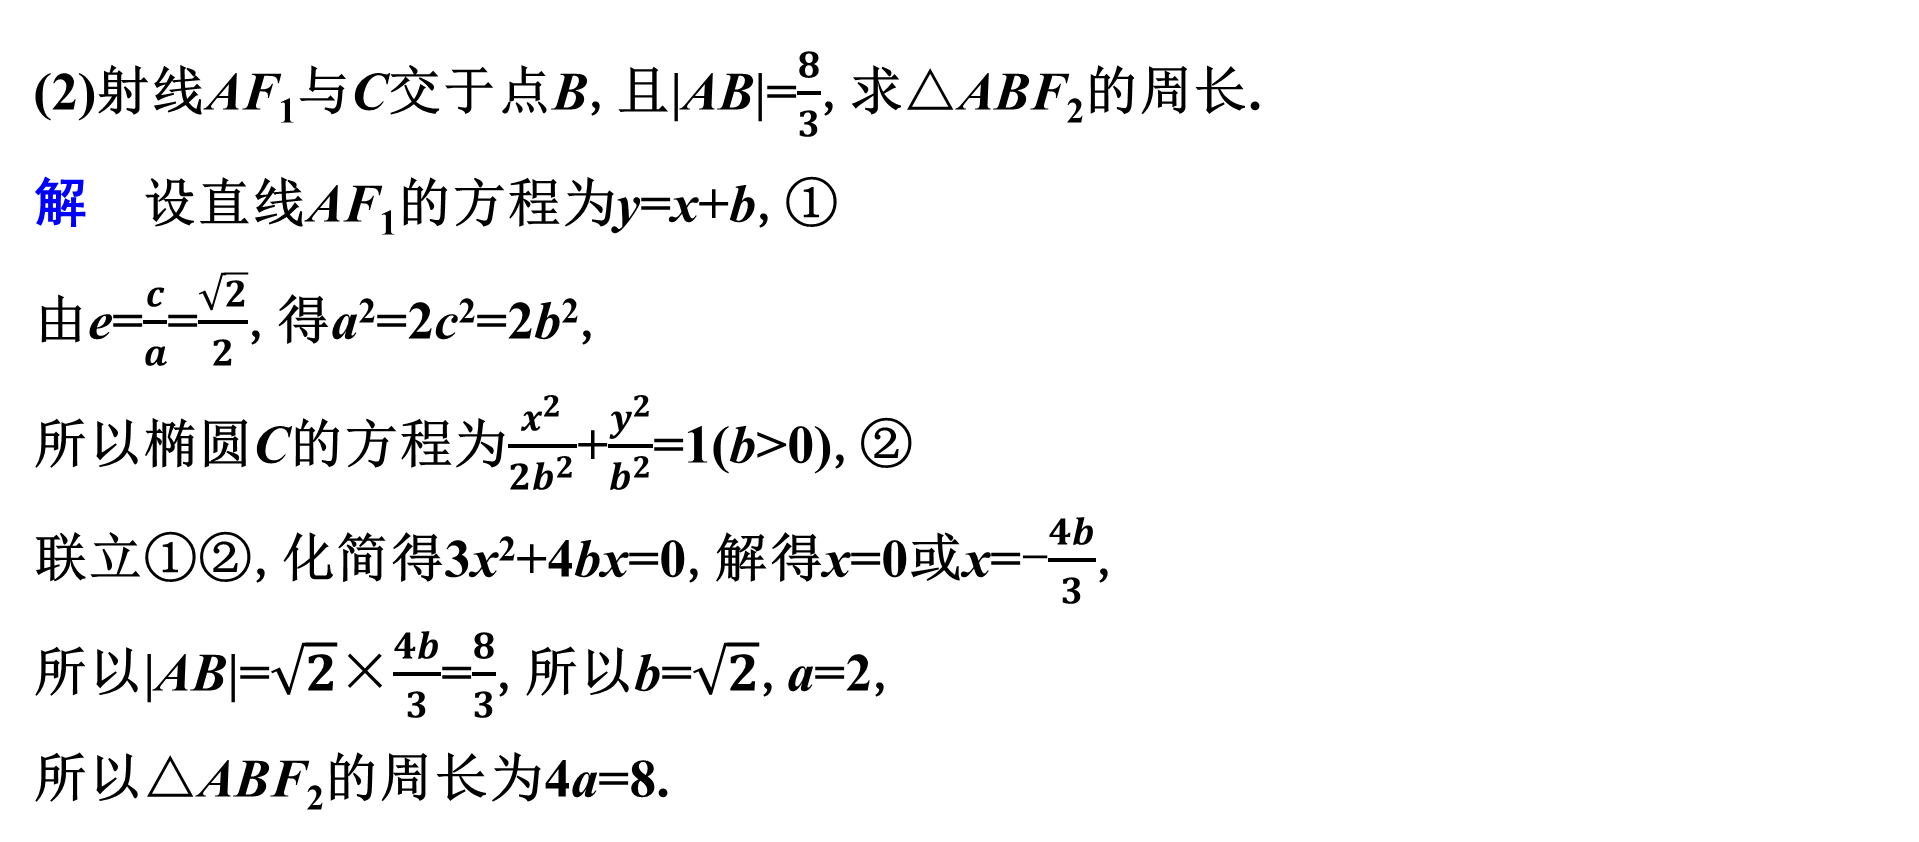 (2)射线AF₁与C交于点B, 且|AB|=8/3, 求△ABF₂的周长.
解 设直线AF₁的方程为y=x+b, ①
由e=c/a=√2/2, 得a²=2c²=2b²,
所以椭圆C的方程为x²/2b²+y²/b²=1(b>0), ②
联立①②, 化简得3x²+4bx=0, 解得x=0或x=−4b/3,
所以|AB|=√2×4b/3=8/3, 所以b=√2, a=2,
所以△ABF₂的周长为4a=8.